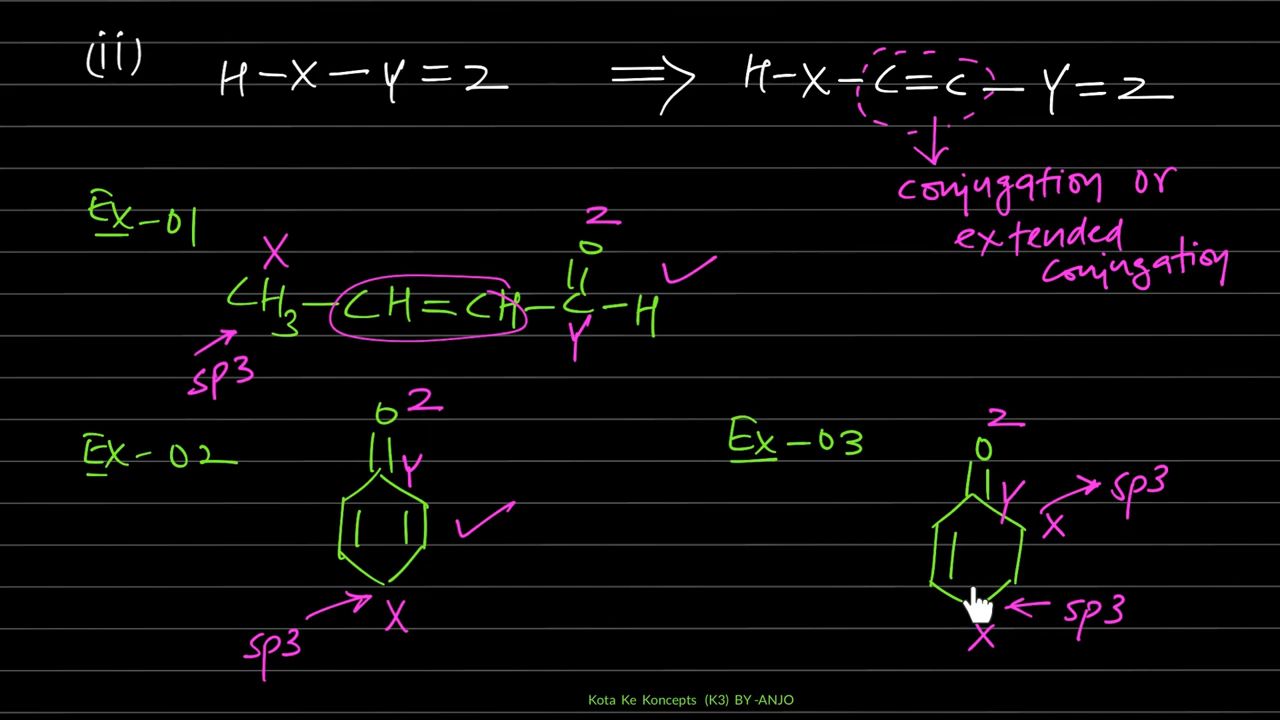 (ii) H-X-Y=Z ⟹ H-X-C=C-Y=Z
conjugation or
extended
conjugation
Ex-01
X Z
O
CH3-CH=CH-C-H
Y
sp3
Ex-02
O Z
Y
X
sp3
Ex-03
Z
O
Y
X
sp3
sp3
X
Kota Ke Koncepts (K3) BY -ANJO